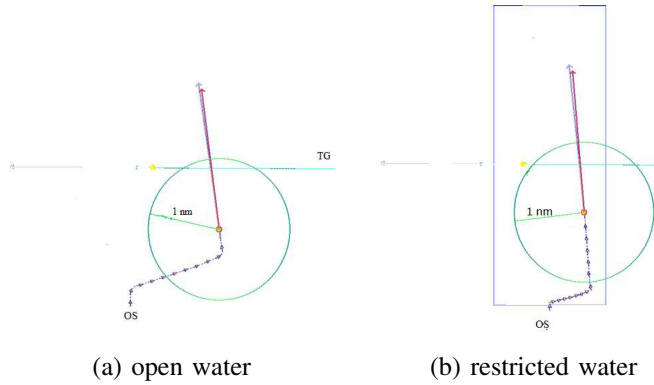 TG
1 nm
1 nm
OS
OS
(a) open water
(b) restricted water